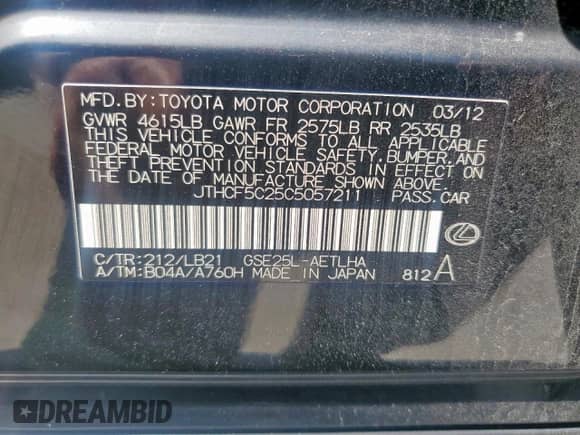 MFD. BY: TOYOTA MOTOR CORPORATION 03/12
GVWR 4615LB GAWR FR 2575LB RR 2535LB
THIS VEHICLE CONFORMS TO ALL APPLICABLE
FEDERAL MOTOR VEHICLE SAFETY, BUMPER, AND
THEFT PREVENTION STANDARDS IN EFFECT ON
THE DATE OF MANUFACTURE SHOWN ABOVE.
JTHCF5C25C5057211 PASS. CAR
C/TR: 212/LB21 GSE25L-AETLHA
A/TM: B04A/A760H MADE IN JAPAN 812A
DREAMBID